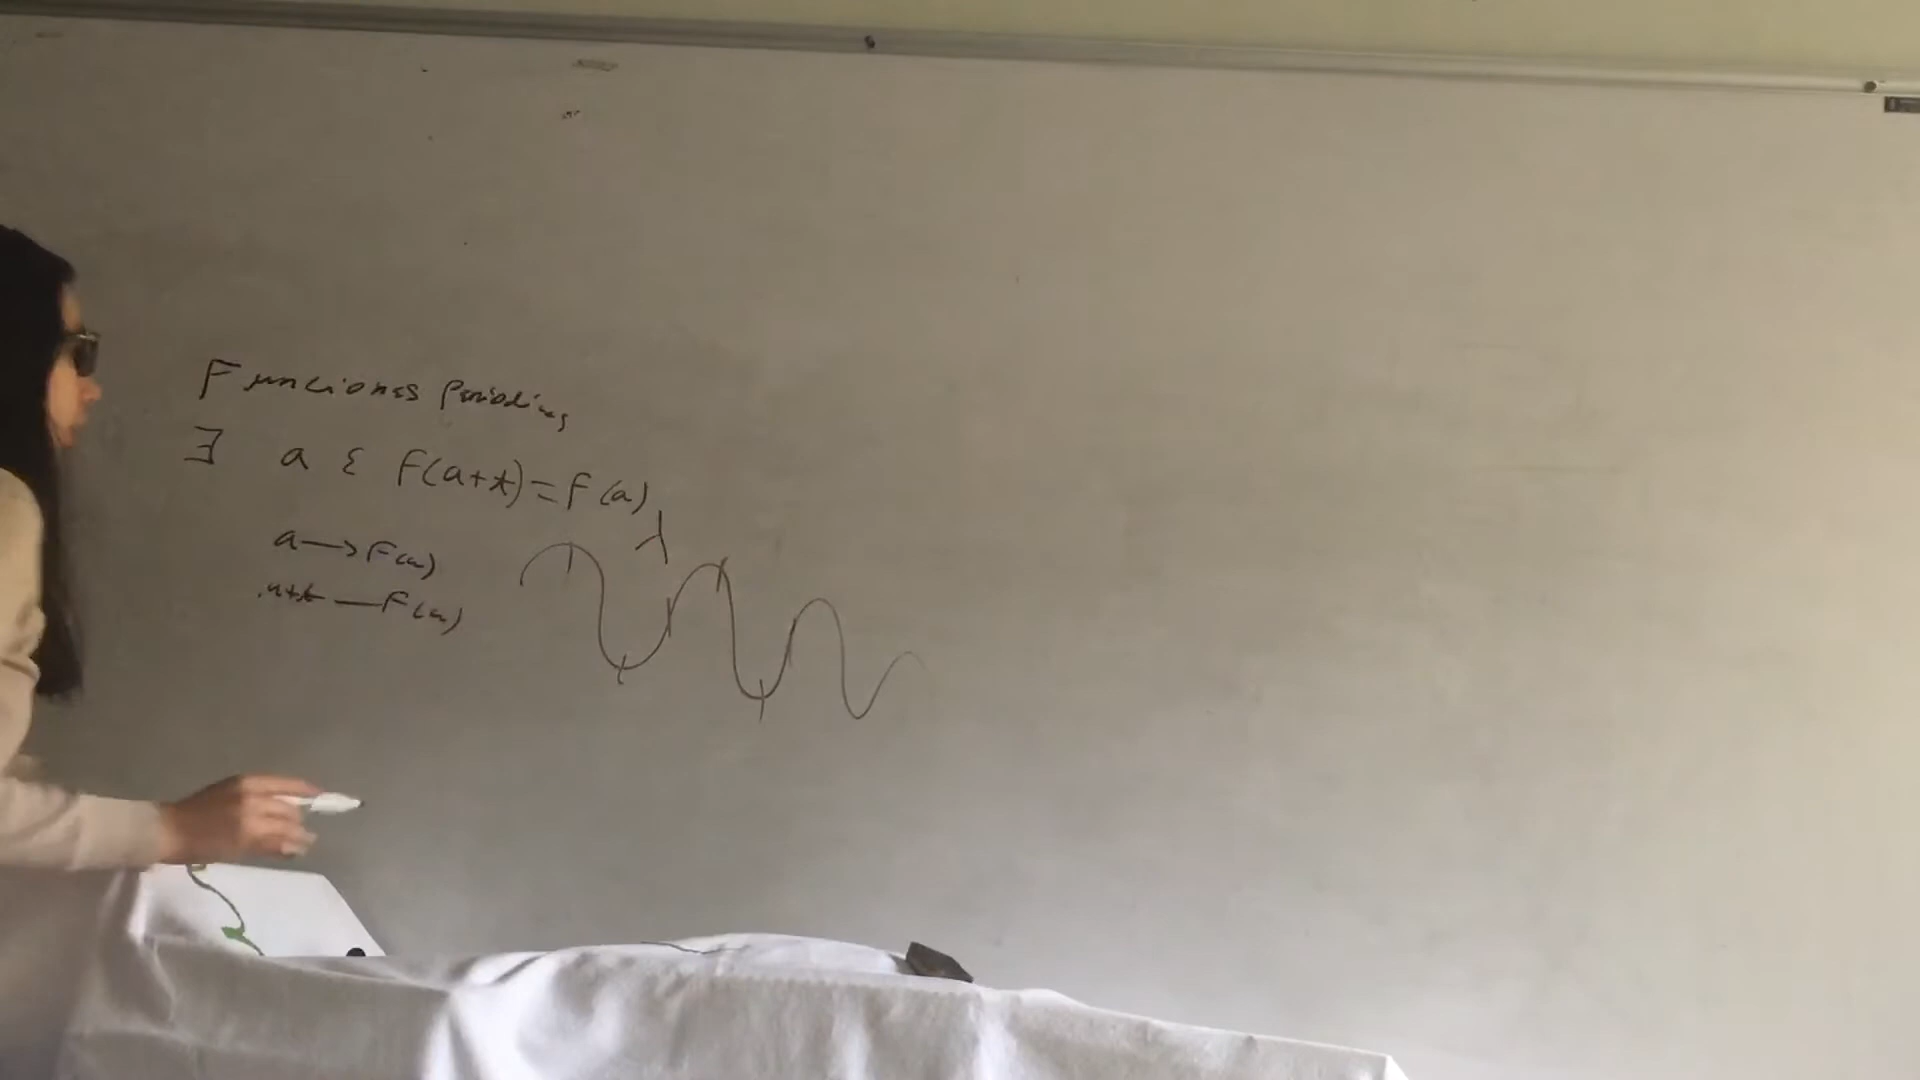 Funciones Periodicas
∃ a ε F(a+t)=F(a)
λ
a → F(a)
a+t — F(a)